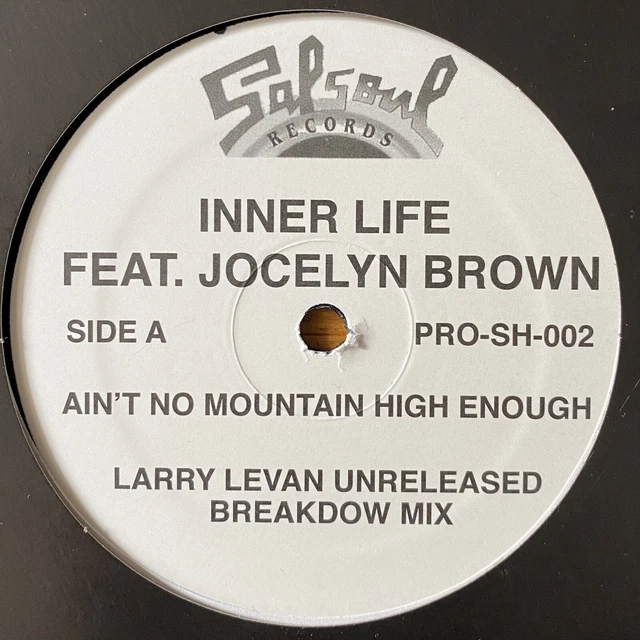 Salsoul
RECORDS
INNER LIFE
FEAT. JOCELYN BROWN
SIDE A PRO-SH-002
AIN'T NO MOUNTAIN HIGH ENOUGH
LARRY LEVAN UNRELEASED
BREAKDOW MIX